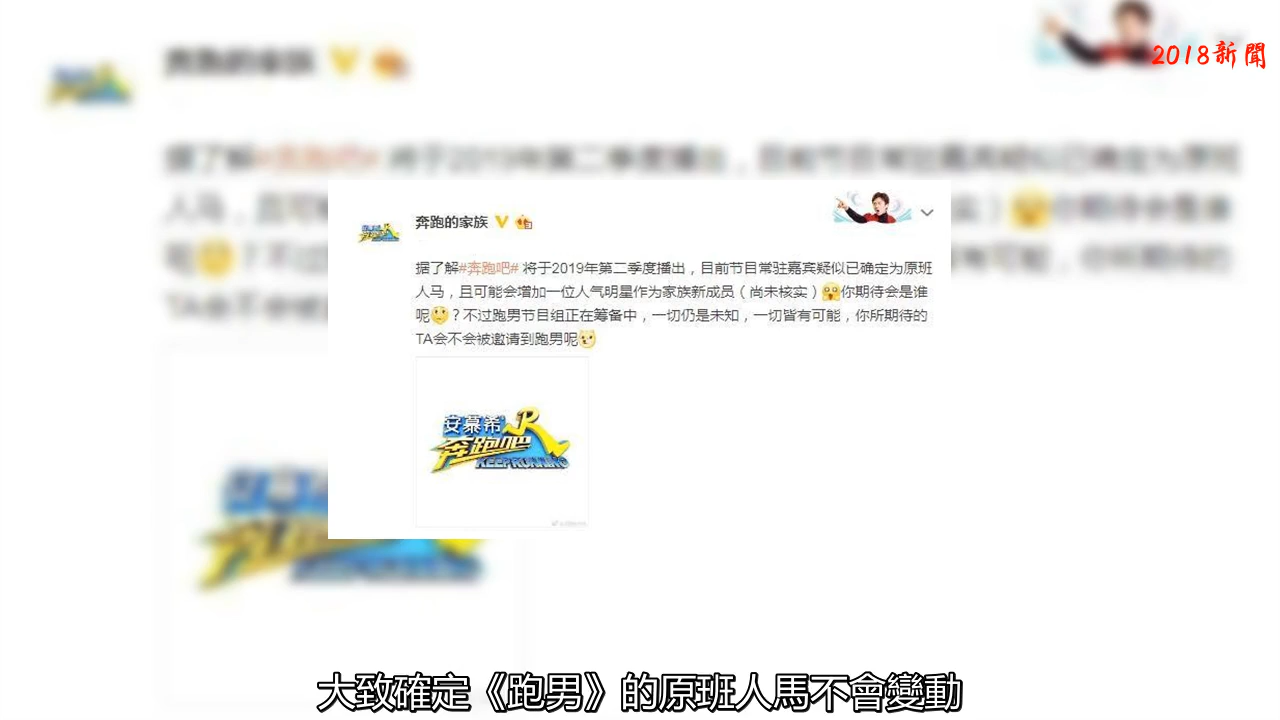 2018新聞
奔跑的家族
据了解#奔跑吧# 将于2019年第二季度播出，目前节目常驻嘉宾疑似已确定为原班
人马，且可能会增加一位人气明星作为家族新成员（尚未核实）你期待会是谁
呢？不过跑男节目组正在筹备中，一切仍是未知，一切皆有可能，你所期待的
TA会不会被邀请到跑男呢
安慕希
奔跑吧
KEEP RUNNING
大致確定《跑男》的原班人馬不會變動